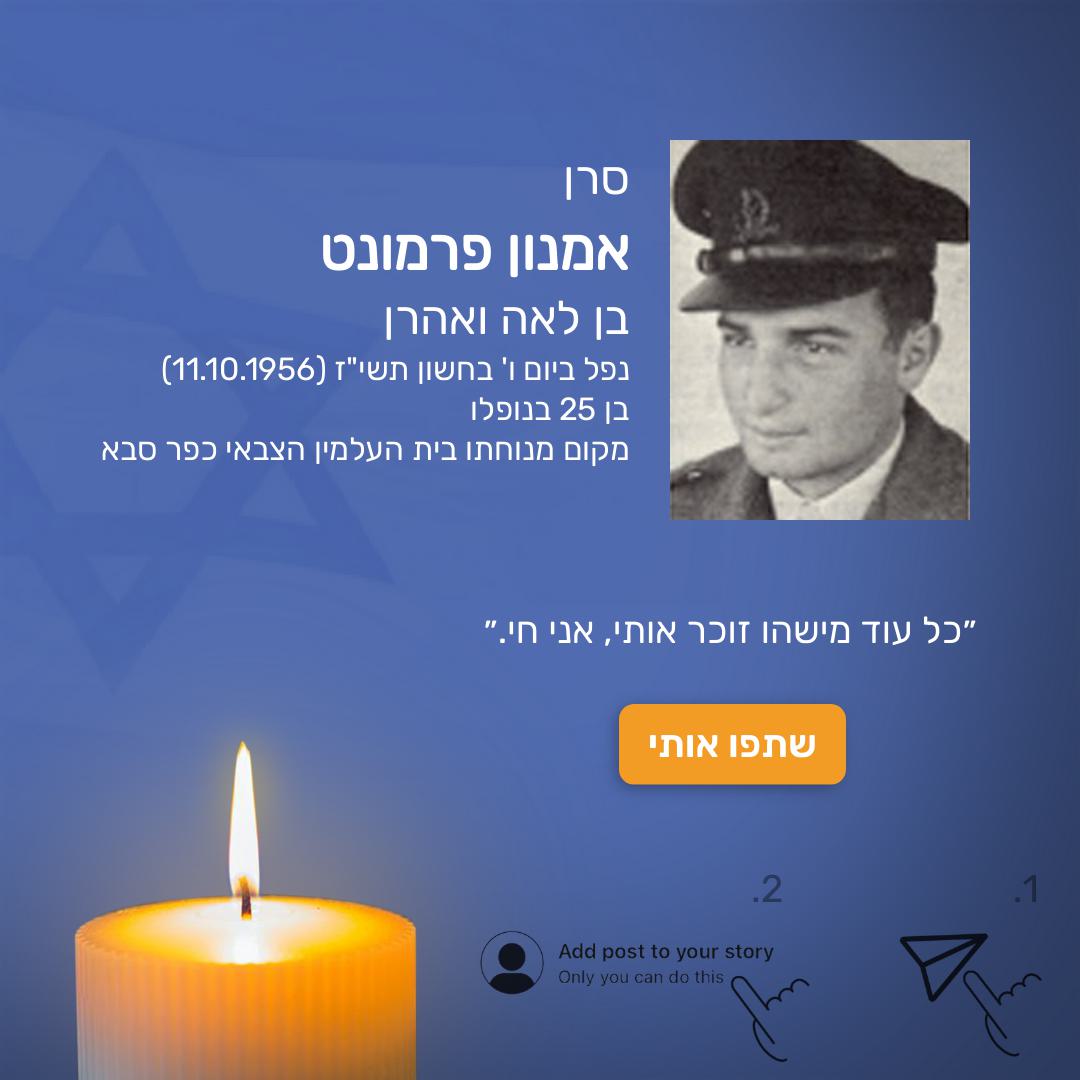 סרן
אמנון פרמונט
בן לאה ואהרן
נפל ביום ו' בחשון תשי"ז (11.10.1956)
בן 25 בנופלו
מקום מנוחתו בית העלמין הצבאי כפר סבא
״כל עוד מישהו זוכר אותי, אני חי.״
שתפו אותי
1.
2.
Add post to your story
Only you can do this